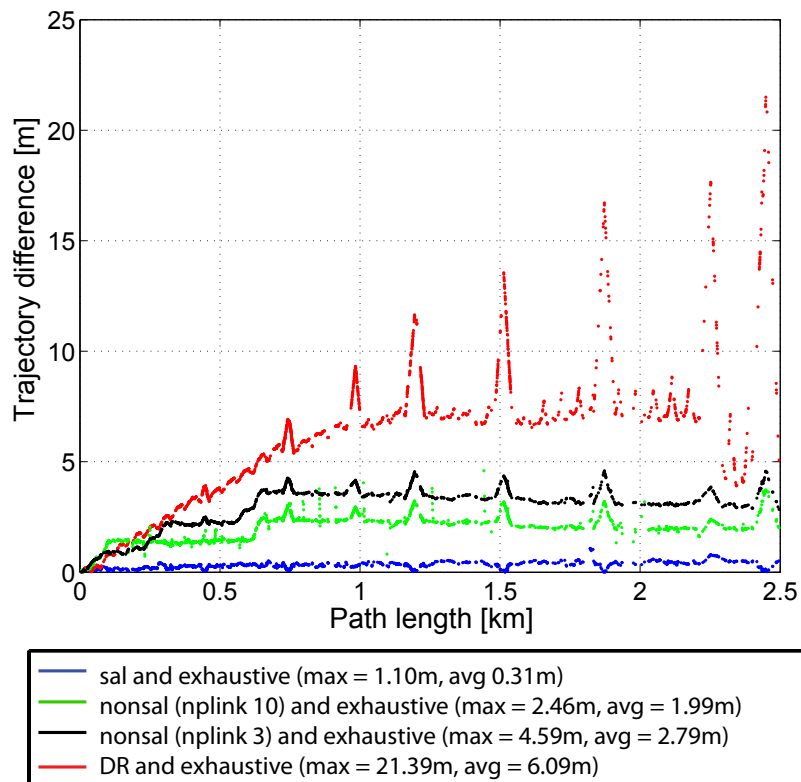 25
20
15
10
5
0
Trajectory difference [m]
0 0.5 1 1.5 2 2.5
Path length [km]
sal and exhaustive (max = 1.10m, avg 0.31m)
nonsal (nplink 10) and exhaustive (max = 2.46m, avg = 1.99m)
nonsal (nplink 3) and exhaustive (max = 4.59m, avg = 2.79m)
DR and exhaustive (max = 21.39m, avg = 6.09m)